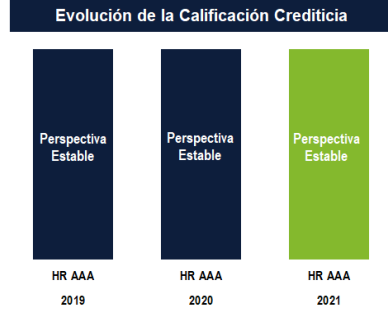 Evolución de la Calificación Crediticia
Perspectiva
Estable
Perspectiva
Estable
Perspectiva
Estable
HR AAA
HR AAA
HR AAA
2019
2020
2021